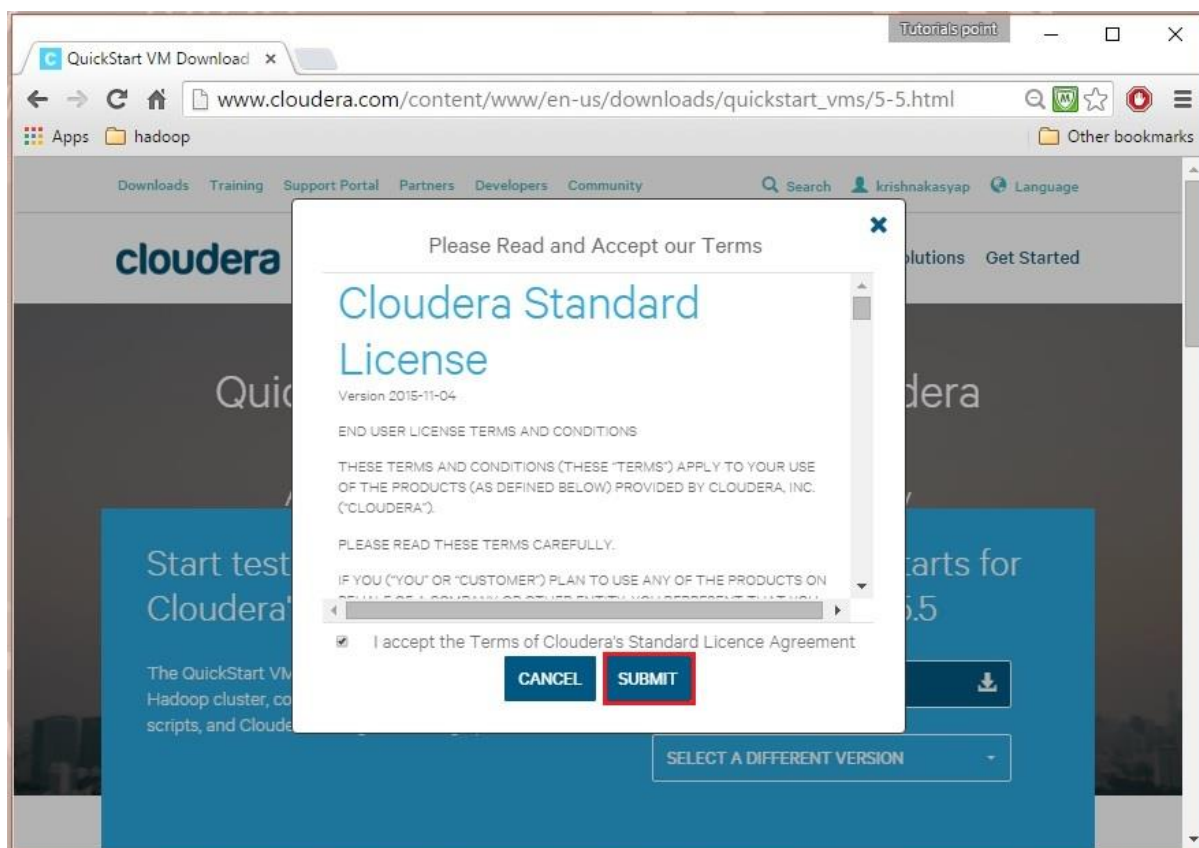 Tutorials point
QuickStart VM Download
www.cloudera.com/content/www/en-us/downloads/quickstart_vms/5-5.html
Apps hadoop Other bookmarks
Downloads Training Support Portal Partners Developers Community Search krishnakasyap Language
cloudera
Get Started
Please Read and Accept our Terms
Cloudera Standard
License
Version 2015-11-04
END USER LICENSE TERMS AND CONDITIONS
THESE TERMS AND CONDITIONS (THESE "TERMS") APPLY TO YOUR USE
OF THE PRODUCTS (AS DEFINED BELOW) PROVIDED BY CLOUDERA, INC.
("CLOUDERA").
PLEASE READ THESE TERMS CAREFULLY.
IF YOU ("YOU" OR "CUSTOMER") PLAN TO USE ANY OF THE PRODUCTS ON
I accept the Terms of Cloudera's Standard Licence Agreement
CANCEL SUBMIT
Start test
Cloudera'
for
5.5
The QuickStart VM
Hadoop cluster, co
scripts, and Cloude
SELECT A DIFFERENT VERSION